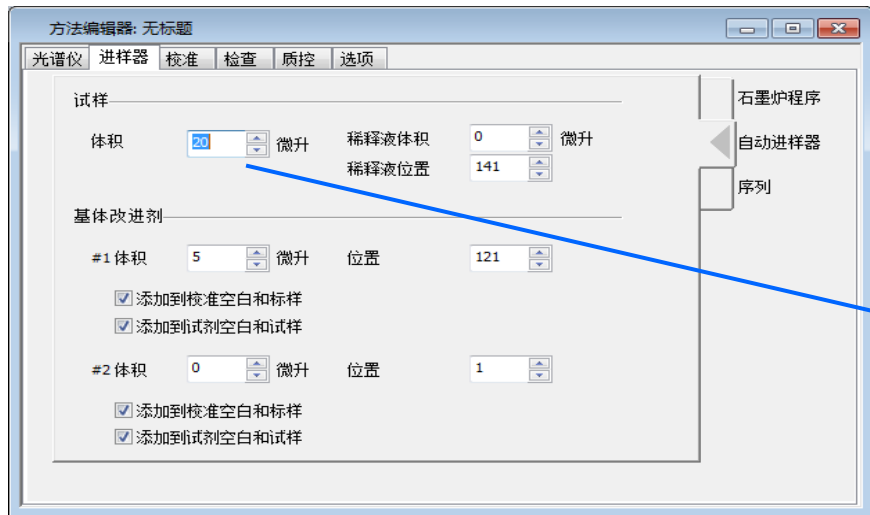 方法编辑器: 无标题
光谱仪 进样器 校准 检查 质控 选项
试样 石墨炉程序
体积 20 微升 稀释液体积 0 微升 自动进样器
稀释液位置 141
序列
基体改进剂
#1体积 5 微升 位置 121
添加到校准空白和标样
添加到试剂空白和试样
#2体积 0 微升 位置 1
添加到校准空白和标样
添加到试剂空白和试样